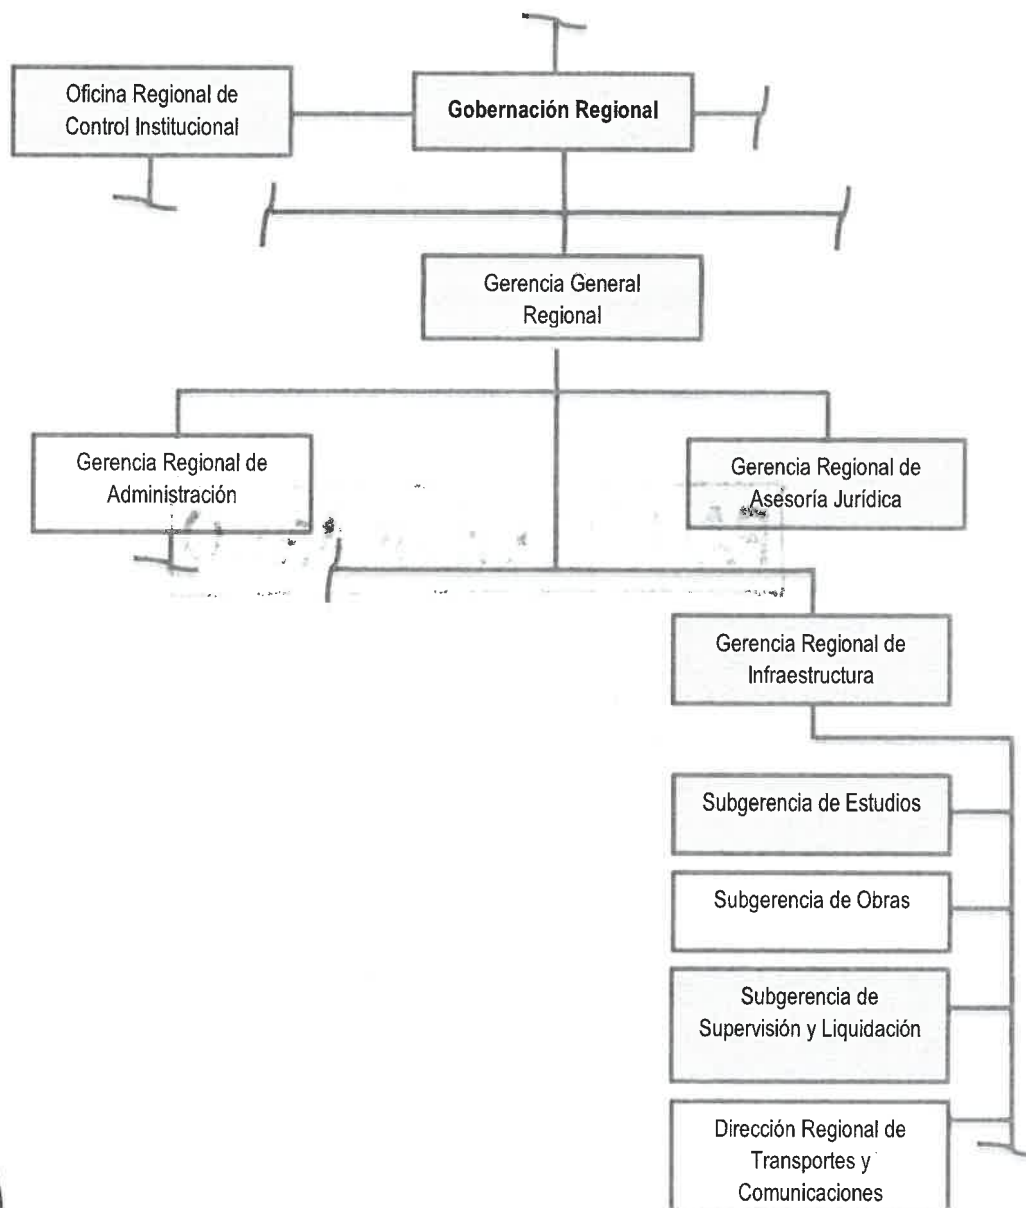 Oficina Regional de
Control Institucional
Gobernación Regional
Gerencia General
Regional
Gerencia Regional de
Administración
Gerencia Regional de
Asesoría Jurídica
Gerencia Regional de
Infraestructura
Subgerencia de Estudios
Subgerencia de Obras
Subgerencia de
Supervisión y Liquidación
Dirección Regional de
Transportes y
Comunicaciones